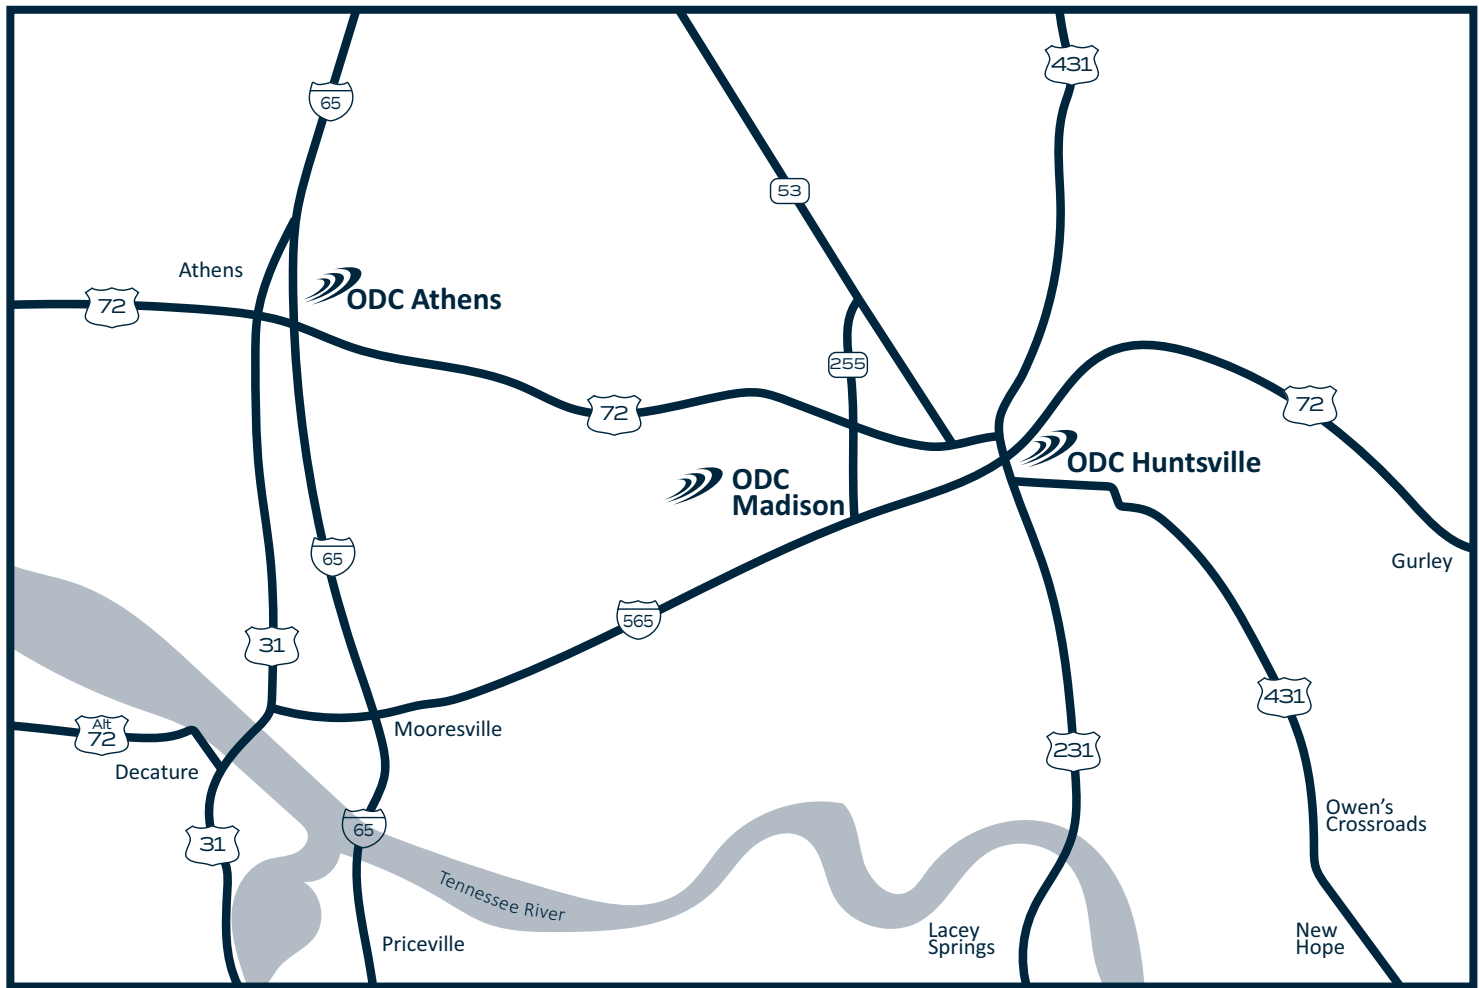 431
65
53
Athens
ODC Athens
72
255
72
72
ODC Huntsville
ODC
Madison
65
Gurley
565
31
431
Alt
72
Mooresville
231
Decature
Owen's
Crossroads
65
31
Tennessee River
Lacey
Springs
New
Hope
Priceville